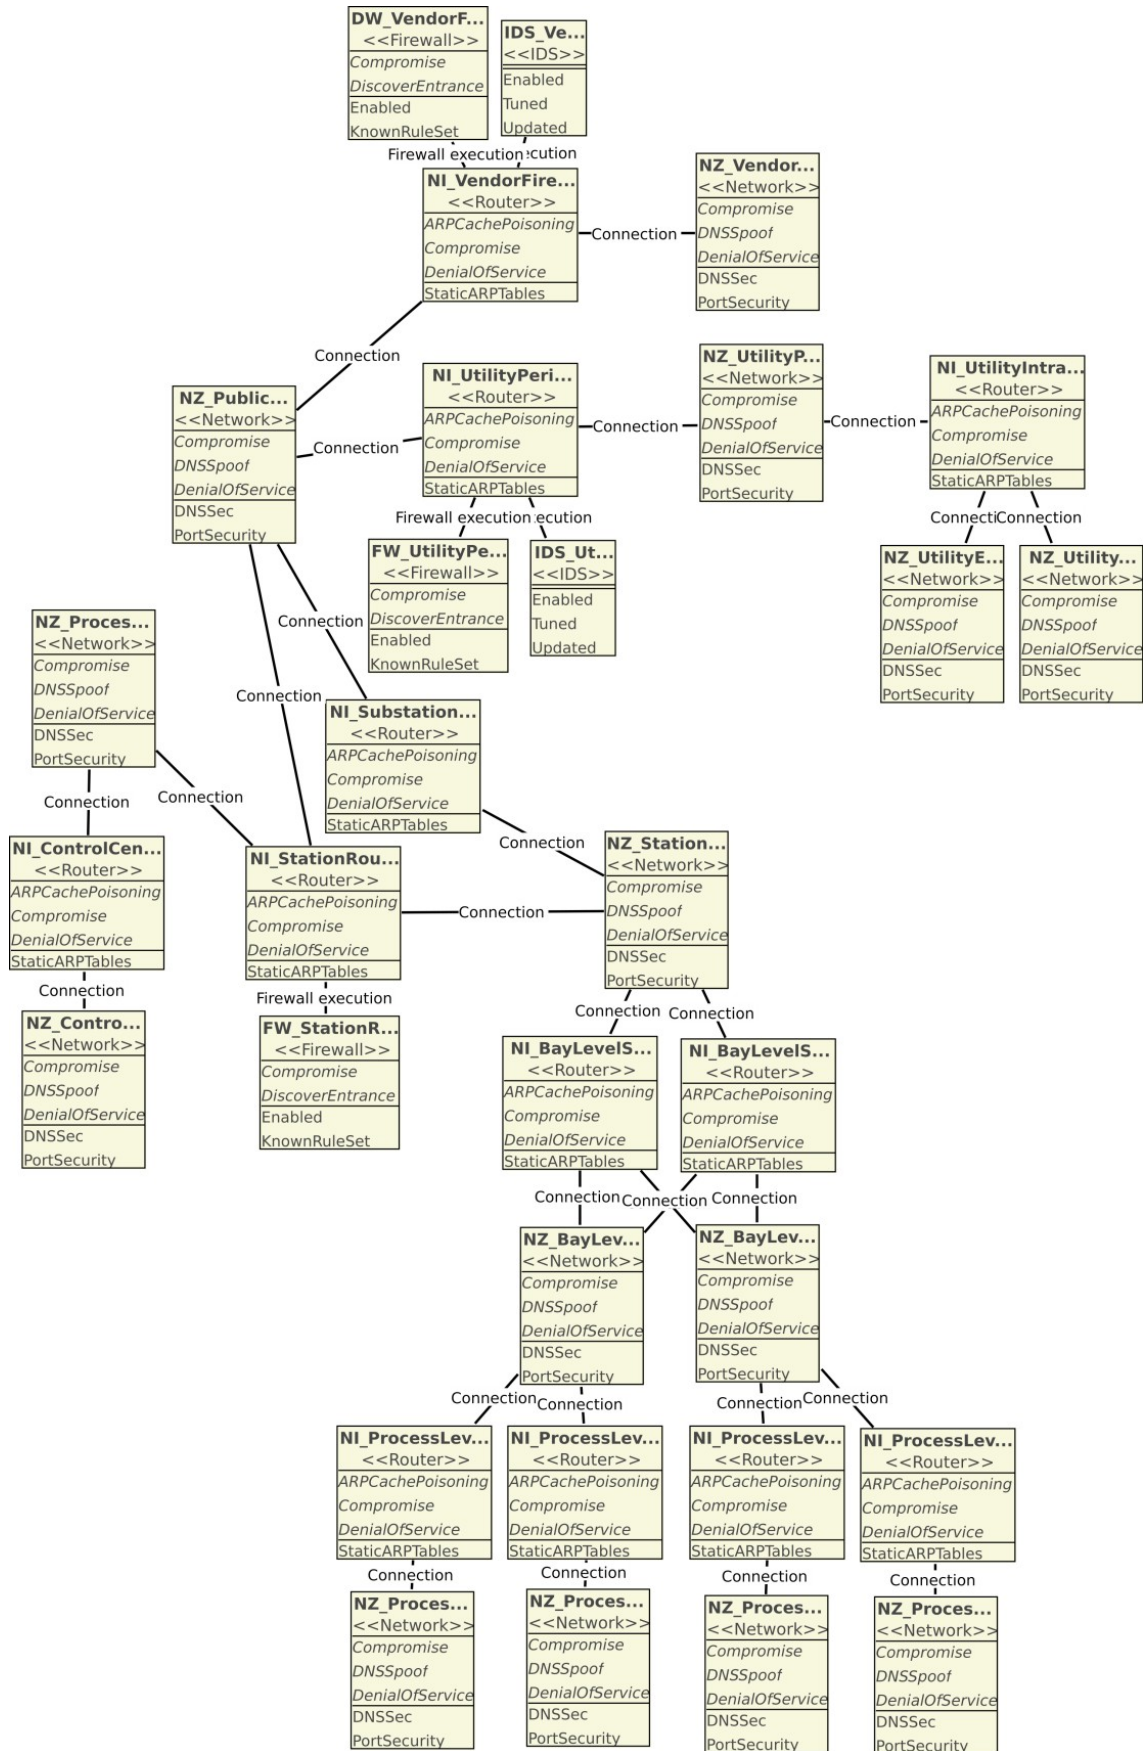 DW_VendorF...
<<Firewall>>
Compromise
DiscoverEntrance
Enabled
KnownRuleSet
IDS_Ve...
<<IDS>>
Enabled
Tuned
Updated
Firewall execution
NI_VendorFire...
<<Router>>
ARPCachePoisoning
Compromise
DenialOfService
StaticARPTables
Connection
NZ_Vendor...
<<Network>>
Compromise
DNSSpoof
DenialOfService
DNSSec
PortSecurity
Connection
NZ_Public...
<<Network>>
Compromise
DNSSpoof
DenialOfService
DNSSec
PortSecurity
Connection
NI_UtilityPeri...
<<Router>>
ARPCachePoisoning
Compromise
DenialOfService
StaticARPTables
Connection
NZ_UtilityP...
<<Network>>
Compromise
DNSSpoof
DenialOfService
DNSSec
PortSecurity
Connection
NI_UtilityIntra...
<<Router>>
ARPCachePoisoning
Compromise
DenialOfService
StaticARPTables
Firewall execution
FW_UtilityPe...
<<Firewall>>
Compromise
DiscoverEntrance
Enabled
KnownRuleSet
IDS_Ut...
<<IDS>>
Enabled
Tuned
Updated
Connection
NZ_UtilityE...
<<Network>>
Compromise
DNSSpoof
DenialOfService
DNSSec
PortSecurity
NZ_Utility...
<<Network>>
Compromise
DNSSpoof
DenialOfService
DNSSec
PortSecurity
Connection
Connection
NZ_Proces...
<<Network>>
Compromise
DNSSpoof
DenialOfService
DNSSec
PortSecurity
NI_Substation...
<<Router>>
ARPCachePoisoning
Compromise
DenialOfService
StaticARPTables
Connection
Connection
Connection
NI_ControlCen...
<<Router>>
ARPCachePoisoning
Compromise
DenialOfService
StaticARPTables
NI_StationRou...
<<Router>>
ARPCachePoisoning
Compromise
DenialOfService
StaticARPTables
Connection
NZ_Station...
<<Network>>
Compromise
DNSSpoof
DenialOfService
DNSSec
PortSecurity
Connection
NZ_Contro...
<<Network>>
Compromise
DNSSpoof
DenialOfService
DNSSec
PortSecurity
Firewall execution
FW_StationR...
<<Firewall>>
Compromise
DiscoverEntrance
Enabled
KnownRuleSet
Connection
Connection
NI_BayLevelS...
<<Router>>
ARPCachePoisoning
Compromise
DenialOfService
StaticARPTables
NI_BayLevelS...
<<Router>>
ARPCachePoisoning
Compromise
DenialOfService
StaticARPTables
Connection
Connection
Connection
NZ_BayLev...
<<Network>>
Compromise
DNSSpoof
DenialOfService
DNSSec
PortSecurity
NZ_BayLev...
<<Network>>
Compromise
DNSSpoof
DenialOfService
DNSSec
PortSecurity
Connection
Connection
Connection
Connection
NI_ProcessLev...
<<Router>>
ARPCachePoisoning
Compromise
DenialOfService
StaticARPTables
NI_ProcessLev...
<<Router>>
ARPCachePoisoning
Compromise
DenialOfService
StaticARPTables
NI_ProcessLev...
<<Router>>
ARPCachePoisoning
Compromise
DenialOfService
StaticARPTables
NI_ProcessLev...
<<Router>>
ARPCachePoisoning
Compromise
DenialOfService
StaticARPTables
Connection
Connection
Connection
Connection
NZ_Proces...
<<Network>>
Compromise
DNSSpoof
DenialOfService
DNSSec
PortSecurity
NZ_Proces...
<<Network>>
Compromise
DNSSpoof
DenialOfService
DNSSec
PortSecurity
NZ_Proces...
<<Network>>
Compromise
DNSSpoof
DenialOfService
DNSSec
PortSecurity
NZ_Proces...
<<Network>>
Compromise
DNSSpoof
DenialOfService
DNSSec
PortSecurity